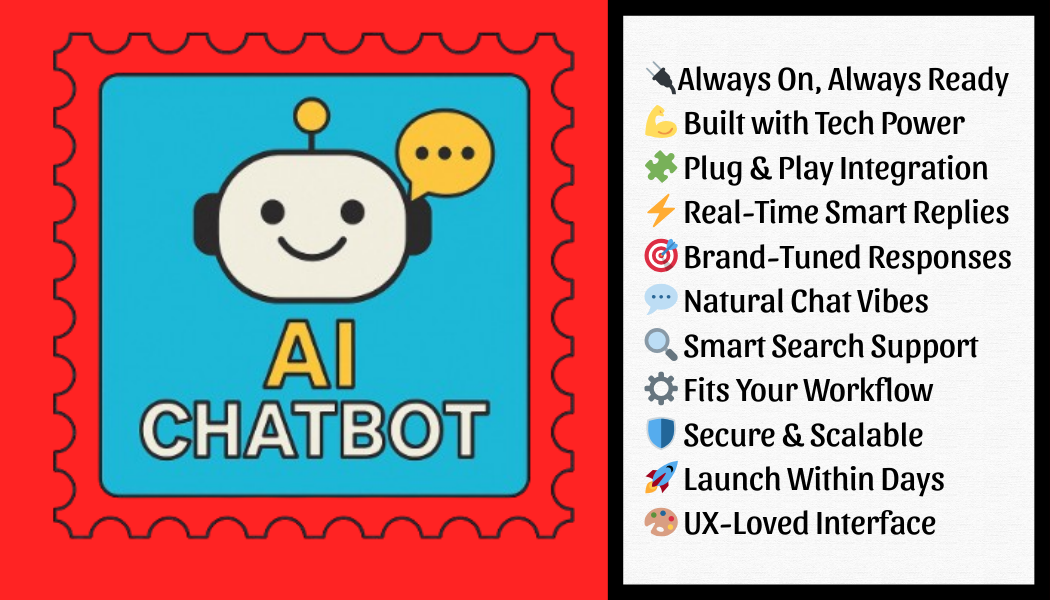 AI
CHATBOT
Always On, Always Ready
Built with Tech Power
Plug & Play Integration
Real-Time Smart Replies
Brand-Tuned Responses
Natural Chat Vibes
Smart Search Support
Fits Your Workflow
Secure & Scalable
Launch Within Days
UX-Loved Interface